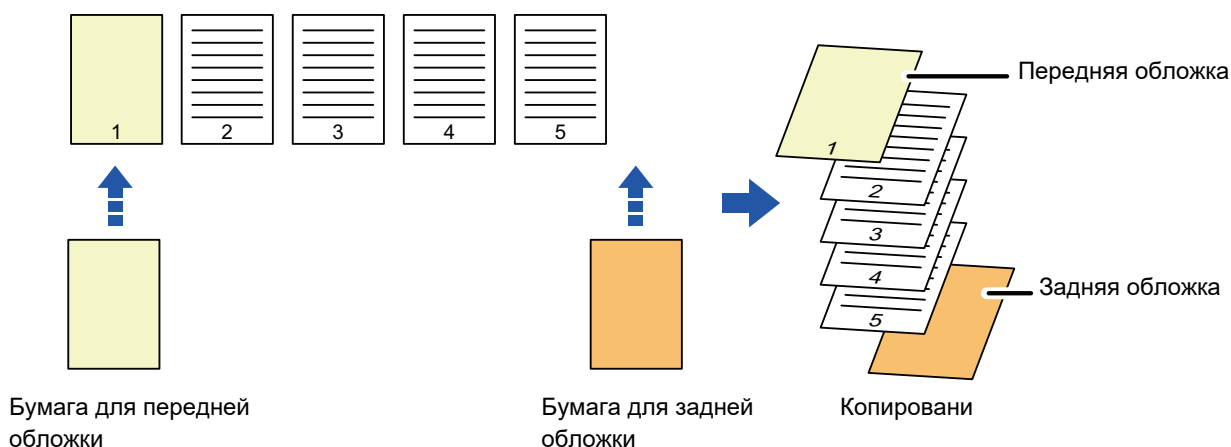 1 2 3 4 5
Передняя обложка
1
2
3
4
5
Задняя обложка
Бумага для передней
обложки
Бумага для задней
обложки
Копировани